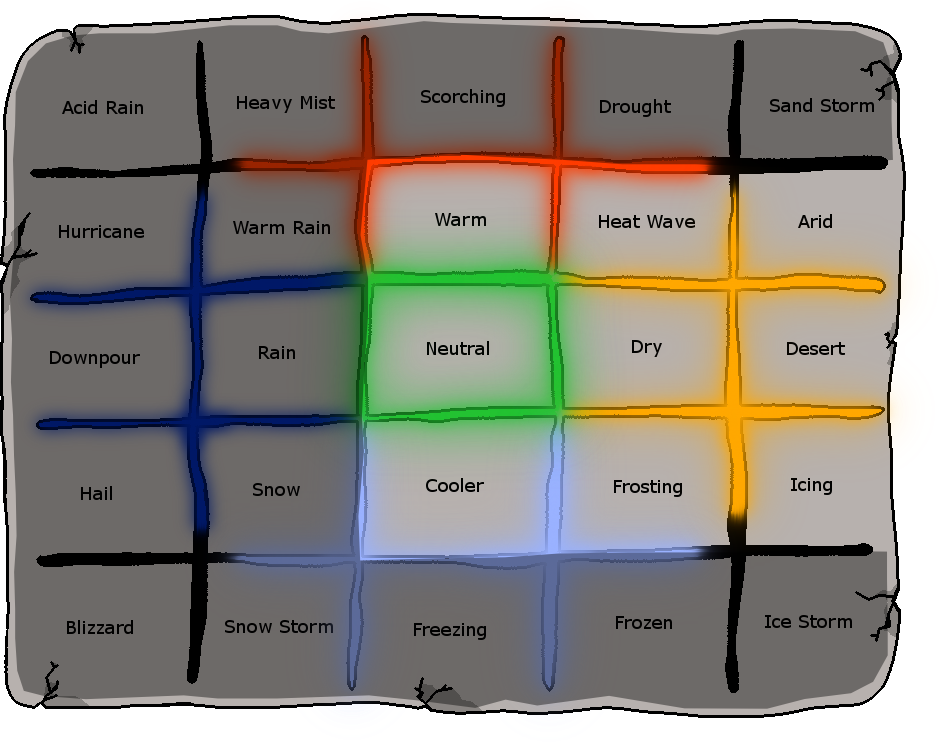 Acid Rain
Heavy Mist
Scorching
Drought
Sand Storm
Hurricane
Warm Rain
Warm
Heat Wave
Arid
Downpour
Rain
Neutral
Dry
Desert
Hail
Snow
Cooler
Frosting
Icing
Blizzard
Snow Storm
Freezing
Frozen
Ice Storm